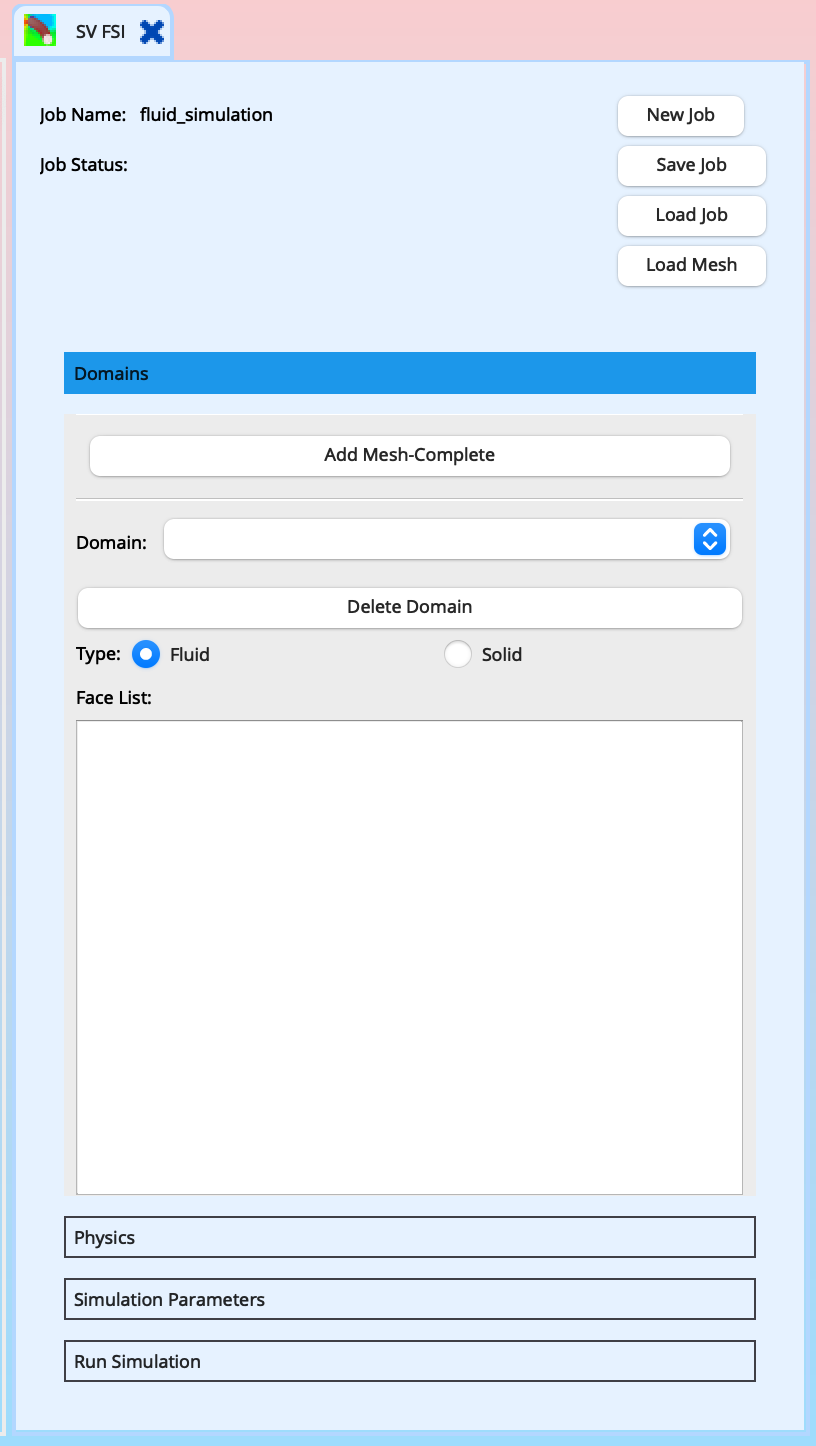 SV FSI
Job Name: fluid_simulation
New Job
Job Status:
Save Job
Load Job
Load Mesh
Domains
Add Mesh-Complete
Domain:
Delete Domain
Type: Fluid Solid
Face List:
Physics
Simulation Parameters
Run Simulation